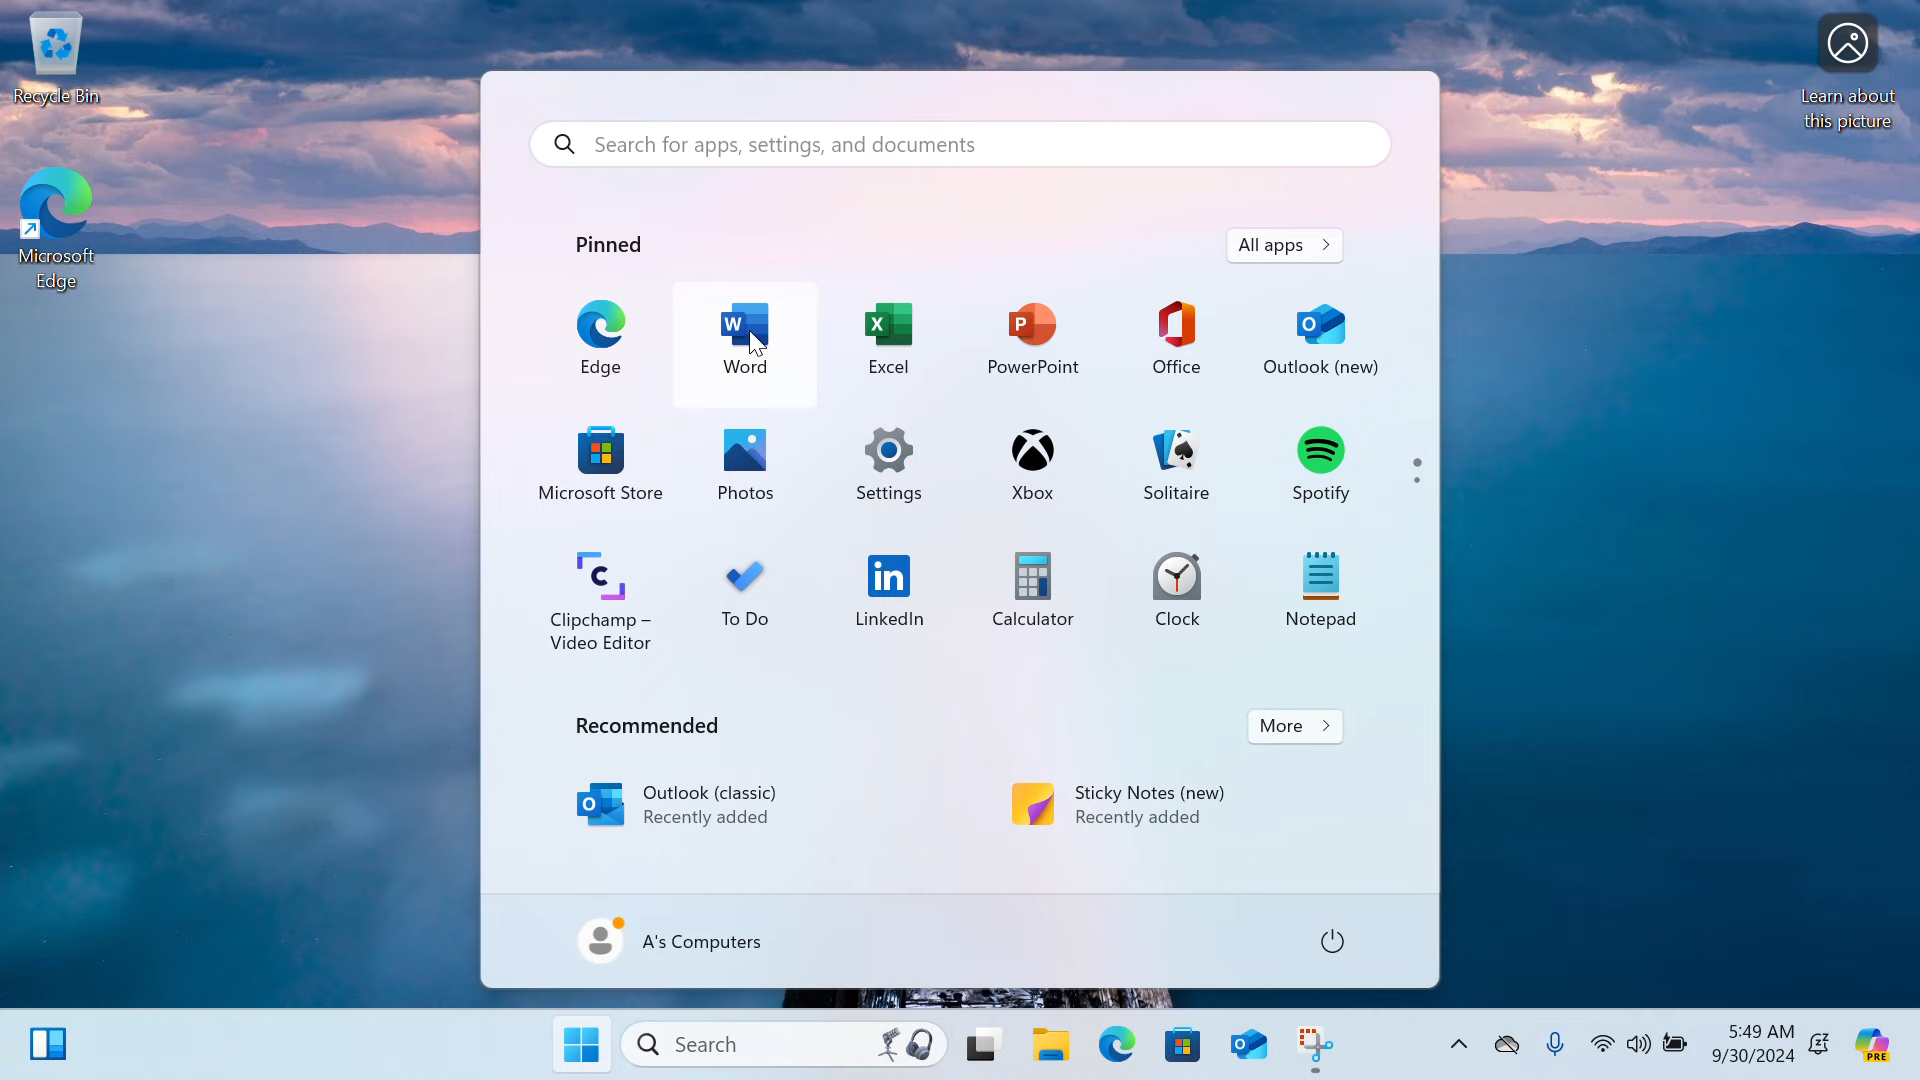 Recycle Bin
Learn about
this picture
Microsoft
Edge
Search for apps, settings, and documents
Pinned
All apps
W
X
P
O
Edge
Word
Excel
PowerPoint
Office
Outlook (new)
Microsoft Store
Photos
Settings
Xbox
Solitaire
Spotify
C
in
Clipchamp –
Video Editor
To Do
LinkedIn
Calculator
Clock
Notepad
Recommended
More
O
Outlook (classic)
Recently added
Sticky Notes (new)
Recently added
A's Computers
Search
O
5:49 AM
9/30/2024
PRE